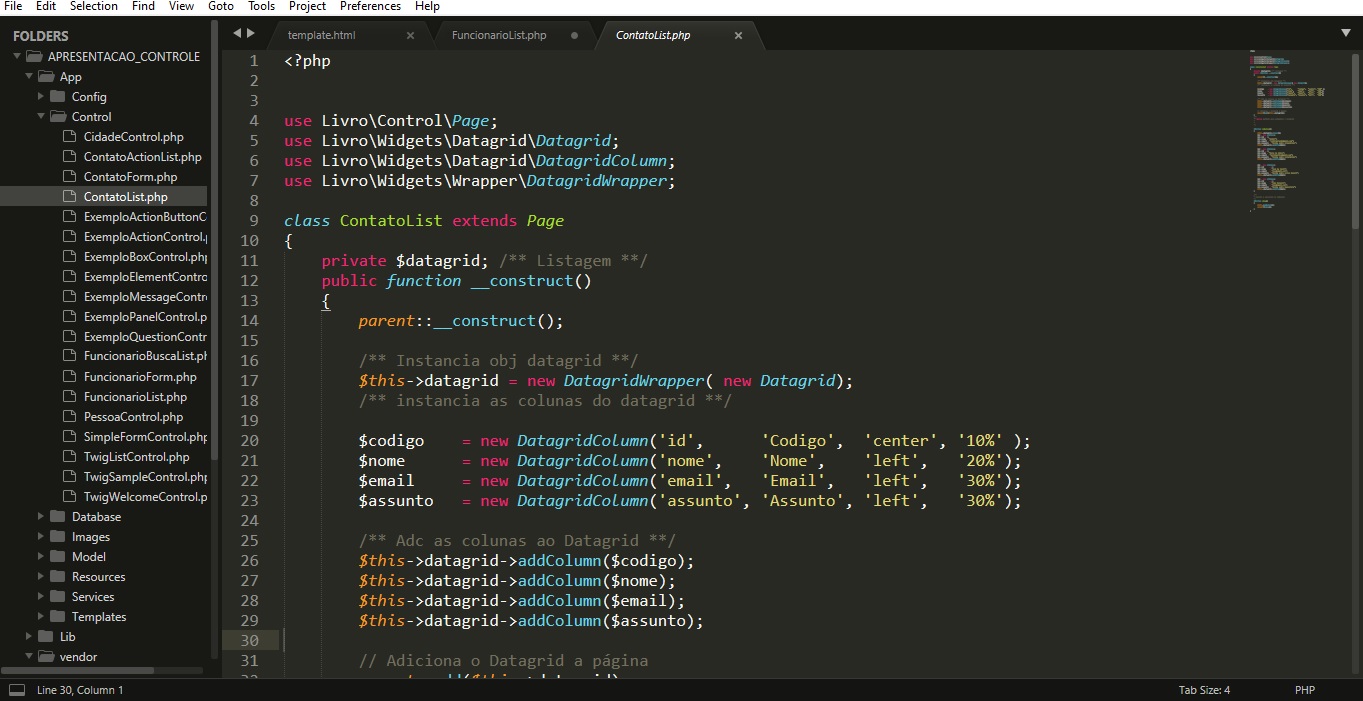 File Edit Selection Find View Goto Tools Project Preferences Help
FOLDERS
APRESENTACAO_CONTROLE
App
Config
Control
CidadeControl.php
ContatoActionList.php
ContatoForm.php
ContatoList.php
ExemploActionButtonC
ExemploActionControl.
ExemploBoxControl.php
ExemploElementContro
ExemploMessageContr
ExemploPanelControl.p
ExemploQuestionContr
FuncionarioBuscaList.ph
FuncionarioForm.php
FuncionarioList.php
PessoaControl.php
SimpleFormControl.php
TwigListControl.php
TwigSampleControl.php
TwigWelcomeControl.p
Database
Images
Model
Resources
Services
Templates
Lib
vendor
template.html FuncionarioList.php ContatoList.php
1 <?php
2
3
4 use Livro\Control\Page;
5 use Livro\Widgets\Datagrid\Datagrid;
6 use Livro\Widgets\Datagrid\DatagridColumn;
7 use Livro\Widgets\Wrapper\DatagridWrapper;
8
9 class ContatoList extends Page
10 {
11     private $datagrid; /** Listagem **/
12     public function __construct()
13     {
14         parent::__construct();
15
16         /** Instancia obj datagrid **/
17         $this->datagrid = new DatagridWrapper( new Datagrid);
18         /** instancia as colunas do datagrid **/
19
20         $codigo    = new DatagridColumn('id',      'Codigo',  'center', '10%' );
21         $nome      = new DatagridColumn('nome',    'Nome',    'left',   '20%');
22         $email     = new DatagridColumn('email',   'Email',   'left',   '30%');
23         $assunto   = new DatagridColumn('assunto', 'Assunto', 'left',   '30%');
24
25         /** Adc as colunas ao Datagrid **/
26         $this->datagrid->addColumn($codigo);
27         $this->datagrid->addColumn($nome);
28         $this->datagrid->addColumn($email);
29         $this->datagrid->addColumn($assunto);
30
31         // Adiciona o Datagrid a página
Line 30, Column 1 Tab Size: 4 PHP